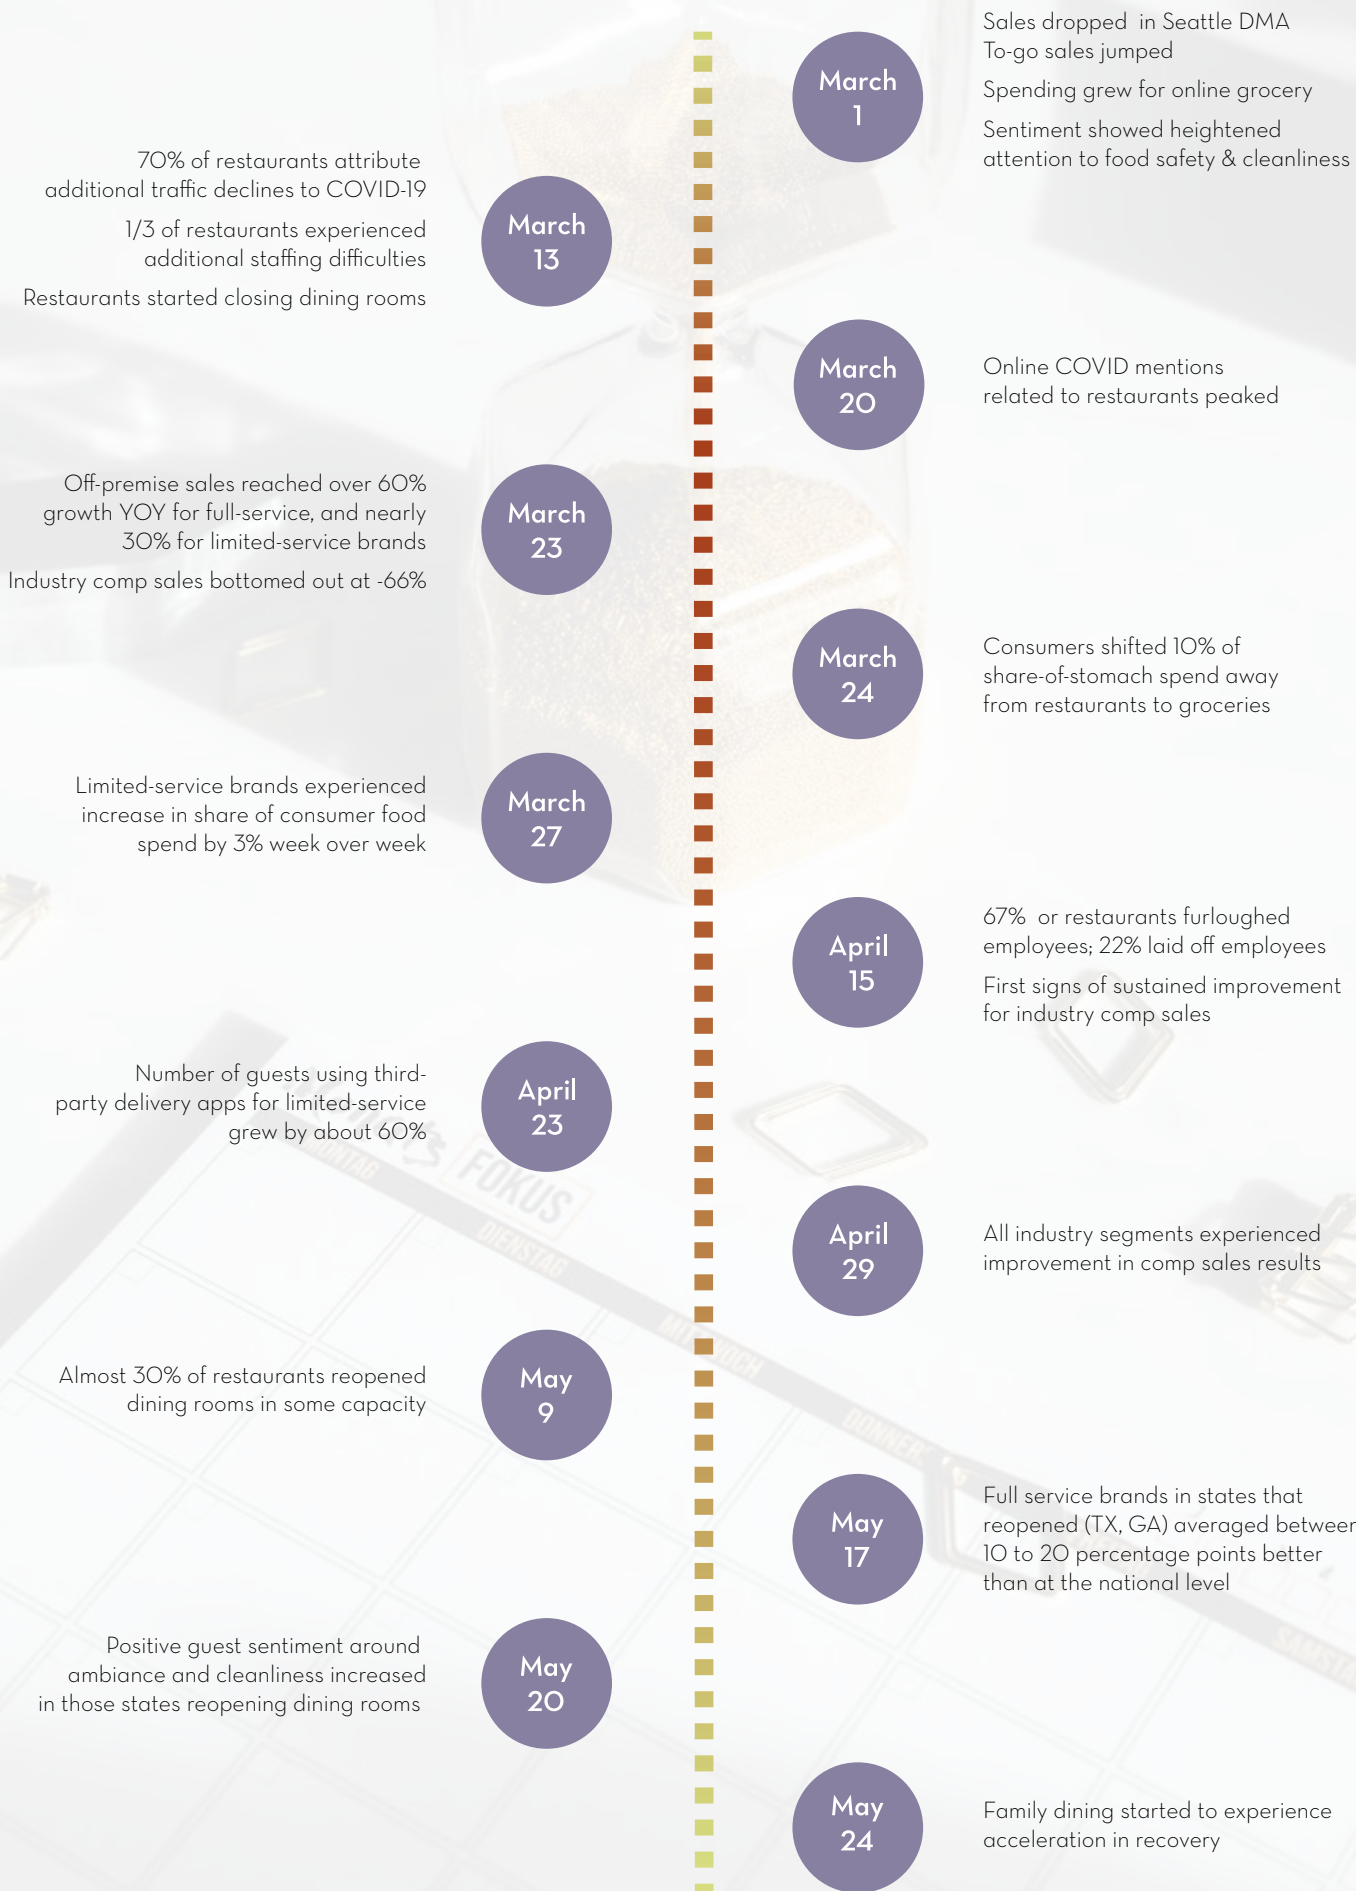 Sales dropped in Seattle DMA
To-go sales jumped
Spending grew for online grocery
Sentiment showed heightened
attention to food safety & cleanliness
March
1
70% of restaurants attribute
additional traffic declines to COVID-19
1/3 of restaurants experienced
additional staffing difficulties
Restaurants started closing dining rooms
March
13
March
20
Online COVID mentions
related to restaurants peaked
Off-premise sales reached over 60%
growth YOY for full-service, and nearly
30% for limited-service brands
Industry comp sales bottomed out at -66%
March
23
March
24
Consumers shifted 10% of
share-of-stomach spend away
from restaurants to groceries
Limited-service brands experienced
increase in share of consumer food
spend by 3% week over week
March
27
April
15
67% or restaurants furloughed
employees; 22% laid off employees
First signs of sustained improvement
for industry comp sales
Number of guests using third-
party delivery apps for limited-service
grew by about 60%
April
23
FOKUS
MONTAG
DIENSTAG
MITTWOCH
April
29
All industry segments experienced
improvement in comp sales results
Almost 30% of restaurants reopened
dining rooms in some capacity
May
9
May
17
Full service brands in states that
reopened (TX, GA) averaged between
10 to 20 percentage points better
than at the national level
Positive guest sentiment around
ambiance and cleanliness increased
in those states reopening dining rooms
May
20
May
24
Family dining started to experience
acceleration in recovery